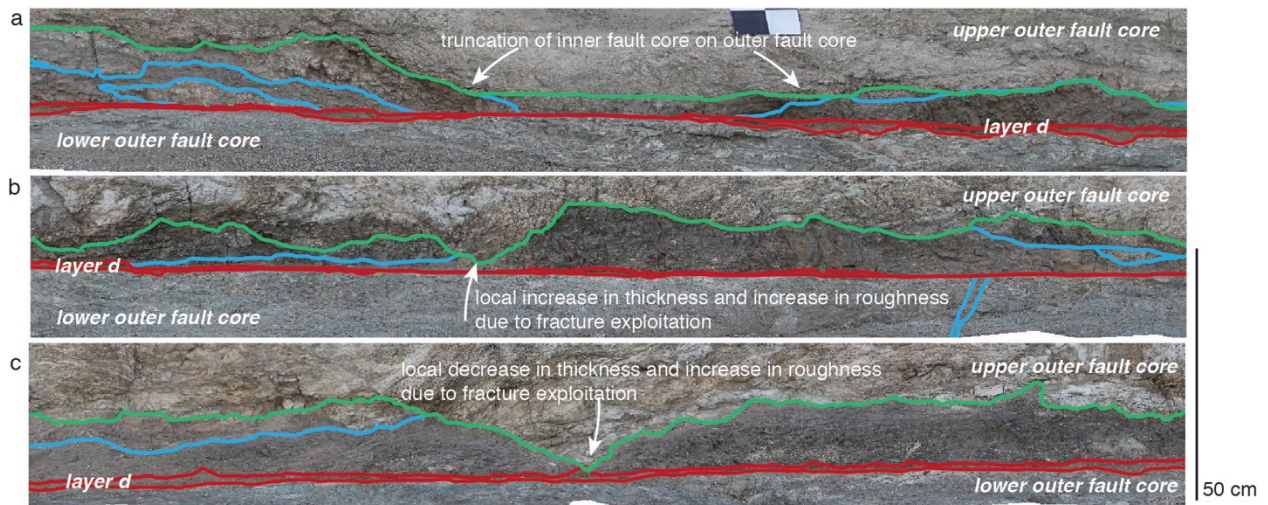 a
upper outer fault core
truncation of inner fault core on outer fault core
lower outer fault core
layer d
b
upper outer fault core
layer d
local increase in thickness and increase in roughness
due to fracture exploitation
lower outer fault core
c
local decrease in thickness and increase in roughness
due to fracture exploitation
upper outer fault core
layer d
lower outer fault core
50 cm